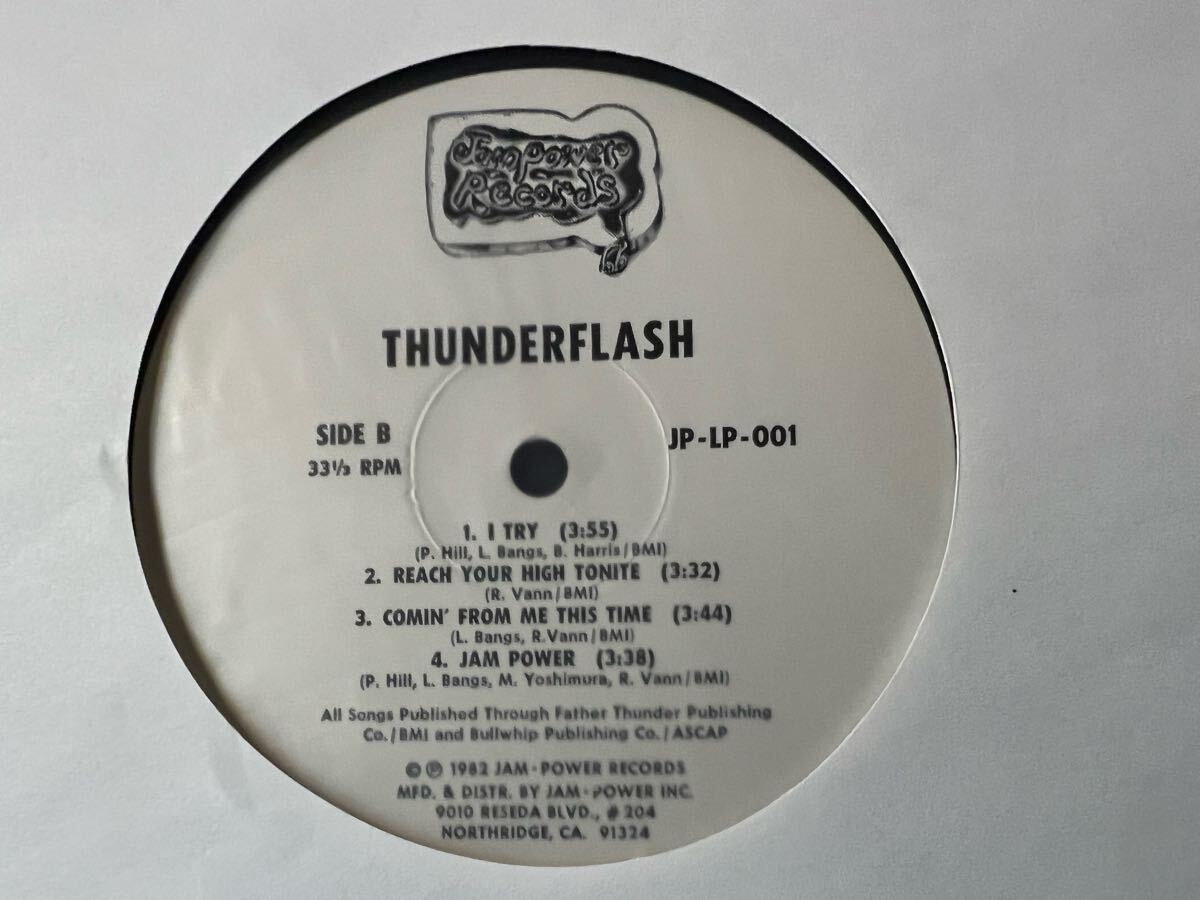 Jam power
Records
THUNDERFLASH
SIDE B
33⅓ RPM
JP-LP-001
1. I TRY (3:55)
(P. Hill, L. Bangs, B. Harris/BMI)
2. REACH YOUR HIGH TONITE (3:32)
(R. Vann/BMI)
3. COMIN' FROM ME THIS TIME (3:44)
(L. Bangs, R.Vann/BMI)
4. JAM POWER (3:38)
(P. Hill, L. Bangs, M. Yoshimura, R. Vann/BMI)
All Songs Published Through Father Thunder Publishing
Co./BMI and Bullwhip Publishing Co./ASCAP
© ℗ 1982 JAM-POWER RECORDS
MFD. & DISTR. BY JAM-POWER INC.
9010 RESEDA BLVD., # 204
NORTHRIDGE, CA. 91324